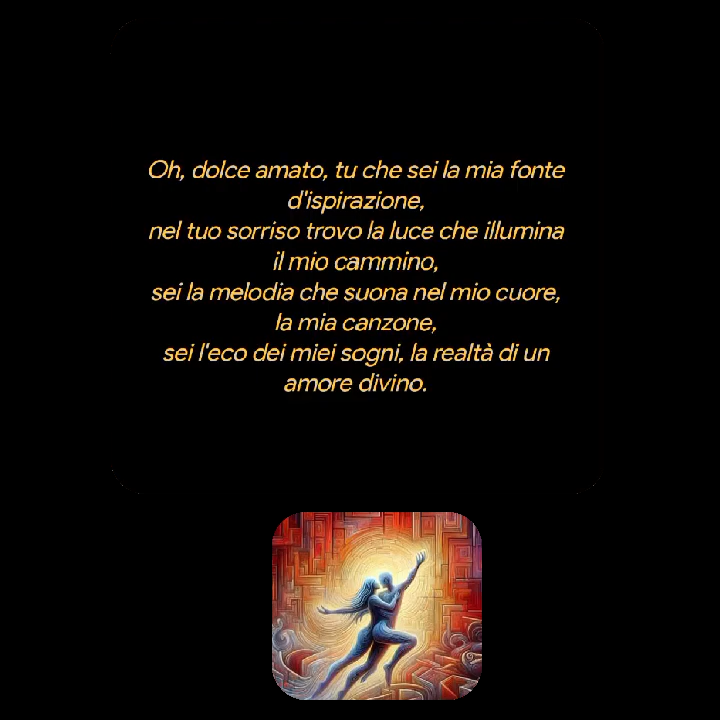 Oh, dolce amato, tu che sei la mia fonte
d'ispirazione,
nel tuo sorriso trovo la luce che illumina
il mio cammino,
sei la melodia che suona nel mio cuore,
la mia canzone,
sei l'eco dei miei sogni, la realtà di un
amore divino.